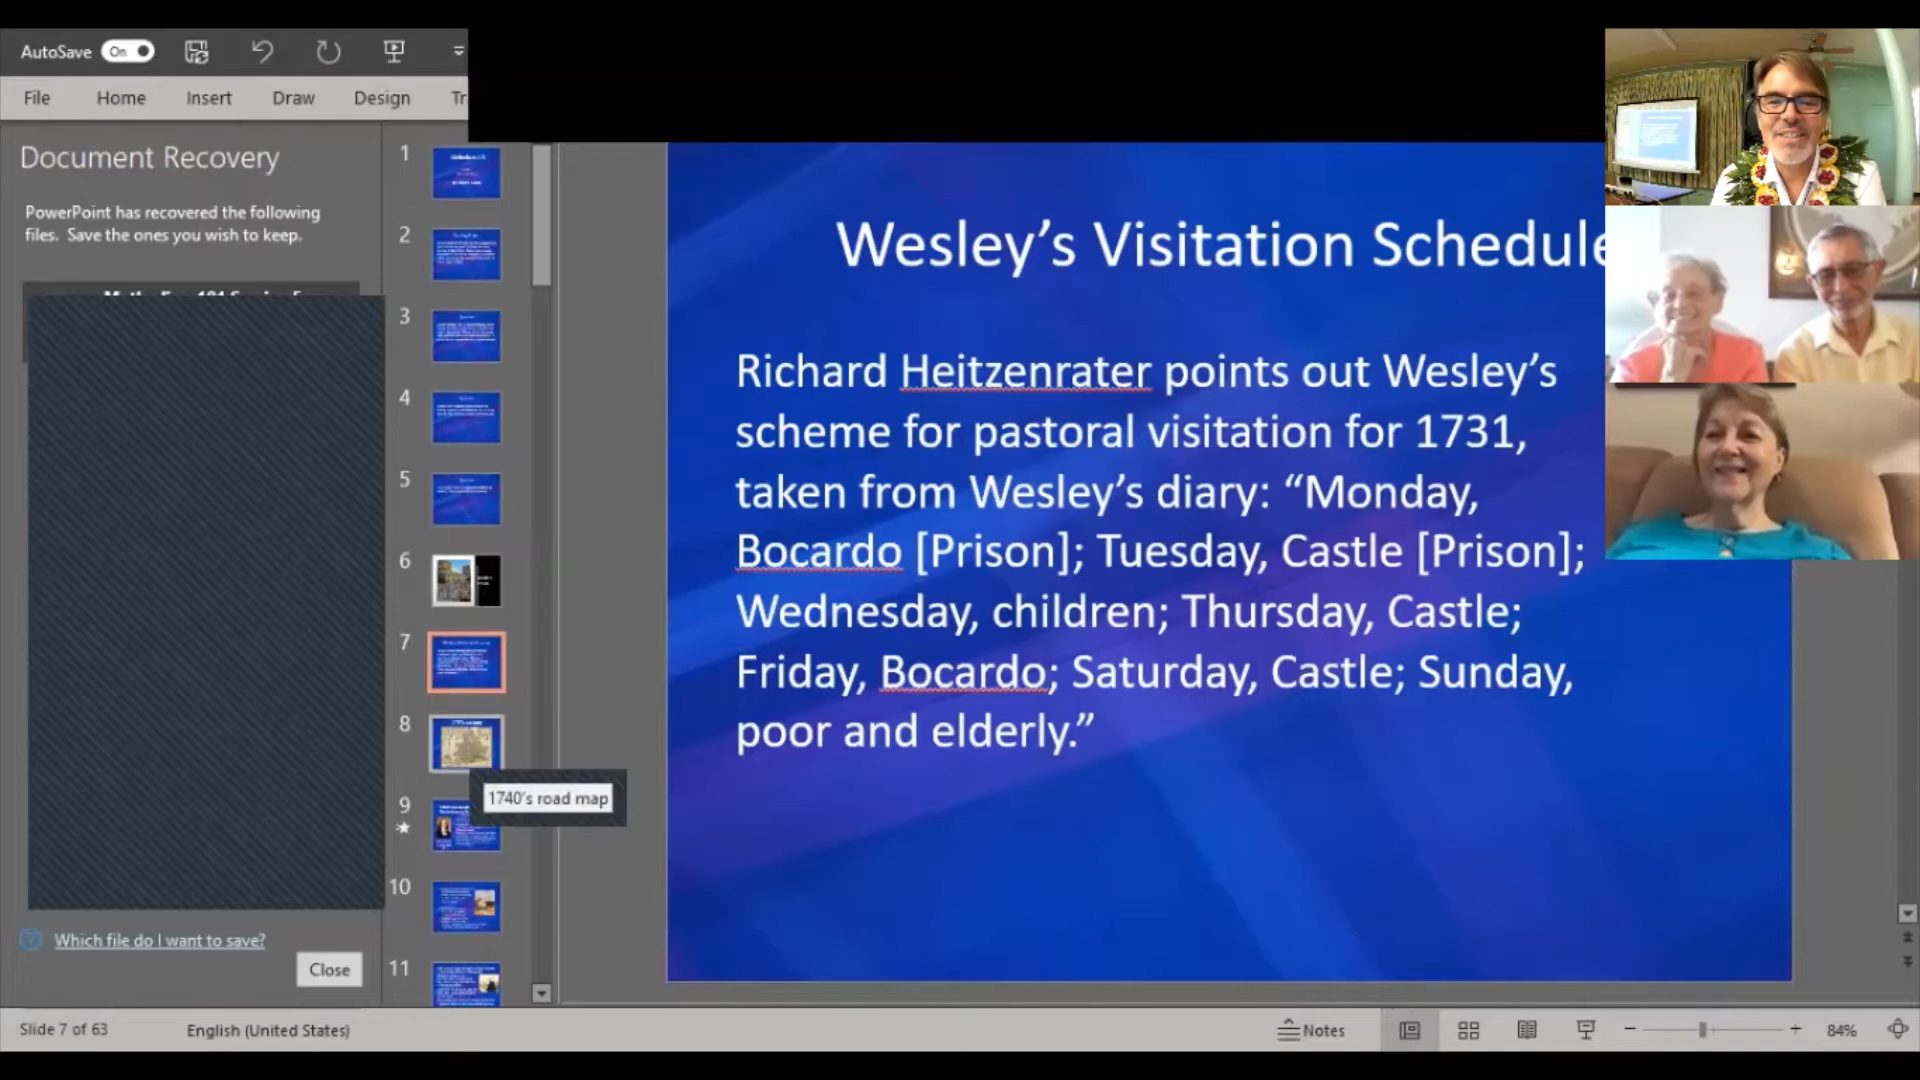 AutoSave On
File Home Insert Draw Design
Document Recovery
PowerPoint has recovered the following
files. Save the ones you wish to keep.
Which file do I want to save?
Close
1
2
3
4
5
6
7
8
9
10
11
1740's road map
Wesley’s Visitation Schedule
Richard Heitzenrater points out Wesley’s
scheme for pastoral visitation for 1731,
taken from Wesley’s diary: “Monday,
Bocardo [Prison]; Tuesday, Castle [Prison];
Wednesday, children; Thursday, Castle;
Friday, Bocardo; Saturday, Castle; Sunday,
poor and elderly.”
Slide 7 of 63 English (United States) Notes 84%